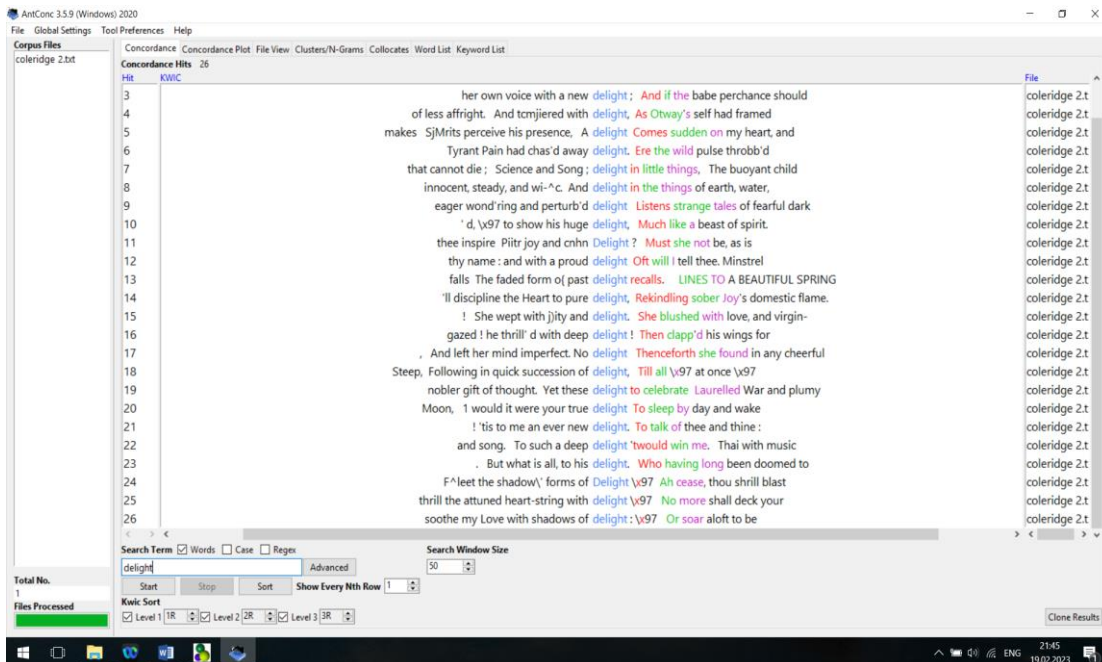 AntConc 3.5.9 (Windows) 2020
File Global Settings Tool Preferences Help
Corpus Files
coleridge 2.txt
Concordance Concordance Plot File View Clusters/N-Grams Collocates Word List Keyword List
Concordance Hits 26
Hit KWIC File
3 her own voice with a new delight ; And if the babe perchance should coleridge 2.t
4 of less affright. And tcmjiered with delight, As Otway's self had framed coleridge 2.t
5 makes SjMrits perceive his presence, A delight Comes sudden on my heart, and coleridge 2.t
6 Tyrant Pain had chas'd away delight. Ere the wild pulse throbb'd coleridge 2.t
7 that cannot die ; Science and Song ; delight in little things, The buoyant child coleridge 2.t
8 innocent, steady, and wi-^c. And delight in the things of earth, water, coleridge 2.t
9 eager wond'ring and perturb'd delight Listens strange tales of fearful dark coleridge 2.t
10 ' d, \x97 to show his huge delight, Much like a beast of spirit. coleridge 2.t
11 thee inspire Piitr joy and cnhn Delight ? Must she not be, as is coleridge 2.t
12 thy name : and with a proud delight Oft will I tell thee. Minstrel coleridge 2.t
13 falls The faded form o{ past delight recalls. LINES TO A BEAUTIFUL SPRING coleridge 2.t
14 'll discipline the Heart to pure delight, Rekindling sober Joy's domestic flame. coleridge 2.t
15 ! She wept with j)ity and delight. She blushed with love, and virgin- coleridge 2.t
16 gazed ! he thrill' d with deep delight ! Then clapp'd his wings for coleridge 2.t
17 , And left her mind imperfect. No delight Thenceforth she found in any cheerful coleridge 2.t
18 Steep, Following in quick succession of delight, Till all \x97 at once \x97 coleridge 2.t
19 nobler gift of thought. Yet these delight to celebrate Laurelled War and plumy coleridge 2.t
20 Moon, 1 would it were your true delight To sleep by day and wake coleridge 2.t
21 ! 'tis to me an ever new delight. To talk of thee and thine : coleridge 2.t
22 and song. To such a deep delight 'twould win me. Thai with music coleridge 2.t
23 . But what is all, to his delight. Who having long been doomed to coleridge 2.t
24 F^leet the shadow\' forms of Delight \x97 Ah cease, thou shrill blast coleridge 2.t
25 thrill the attuned heart-string with delight \x97 No more shall deck your coleridge 2.t
26 soothe my Love with shadows of delight : \x97 Or soar aloft to be coleridge 2.t
Search Term Words Case Regex Search Window Size
delight Advanced 50
Start Stop Sort Show Every Nth Row 1
Total No.
1
Files Processed
Kwic Sort
Level 1 1R Level 2 2R Level 3 3R Clone Results
ENG 21:45
19.02.2023